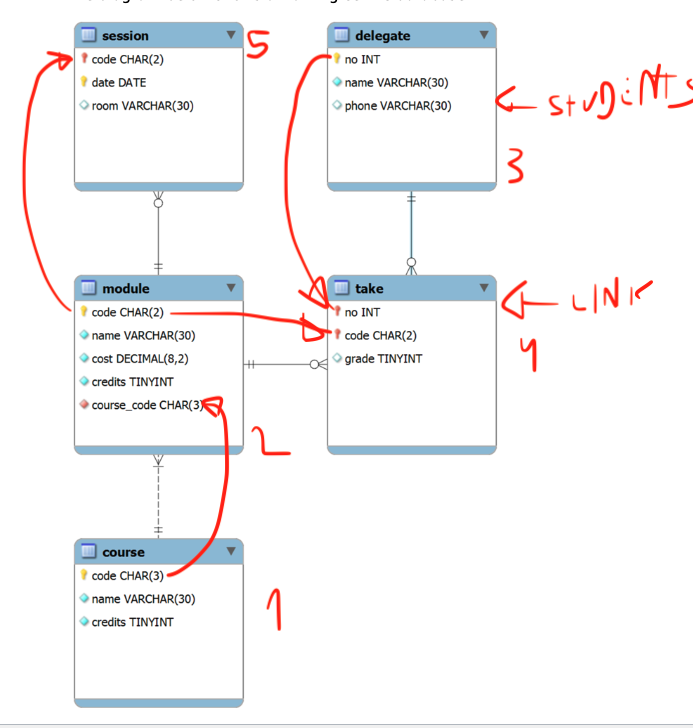 session
code CHAR(2)
date DATE
room VARCHAR(30)
5
delegate
no INT
name VARCHAR(30)
phone VARCHAR(30)
STUDiNTS
3
module
code CHAR(2)
name VARCHAR(30)
cost DECIMAL(8,2)
credits TINYINT
course_code CHAR(3)
2
take
no INT
code CHAR(2)
grade TINYINT
LINK
4
course
code CHAR(3)
name VARCHAR(30)
credits TINYINT
1